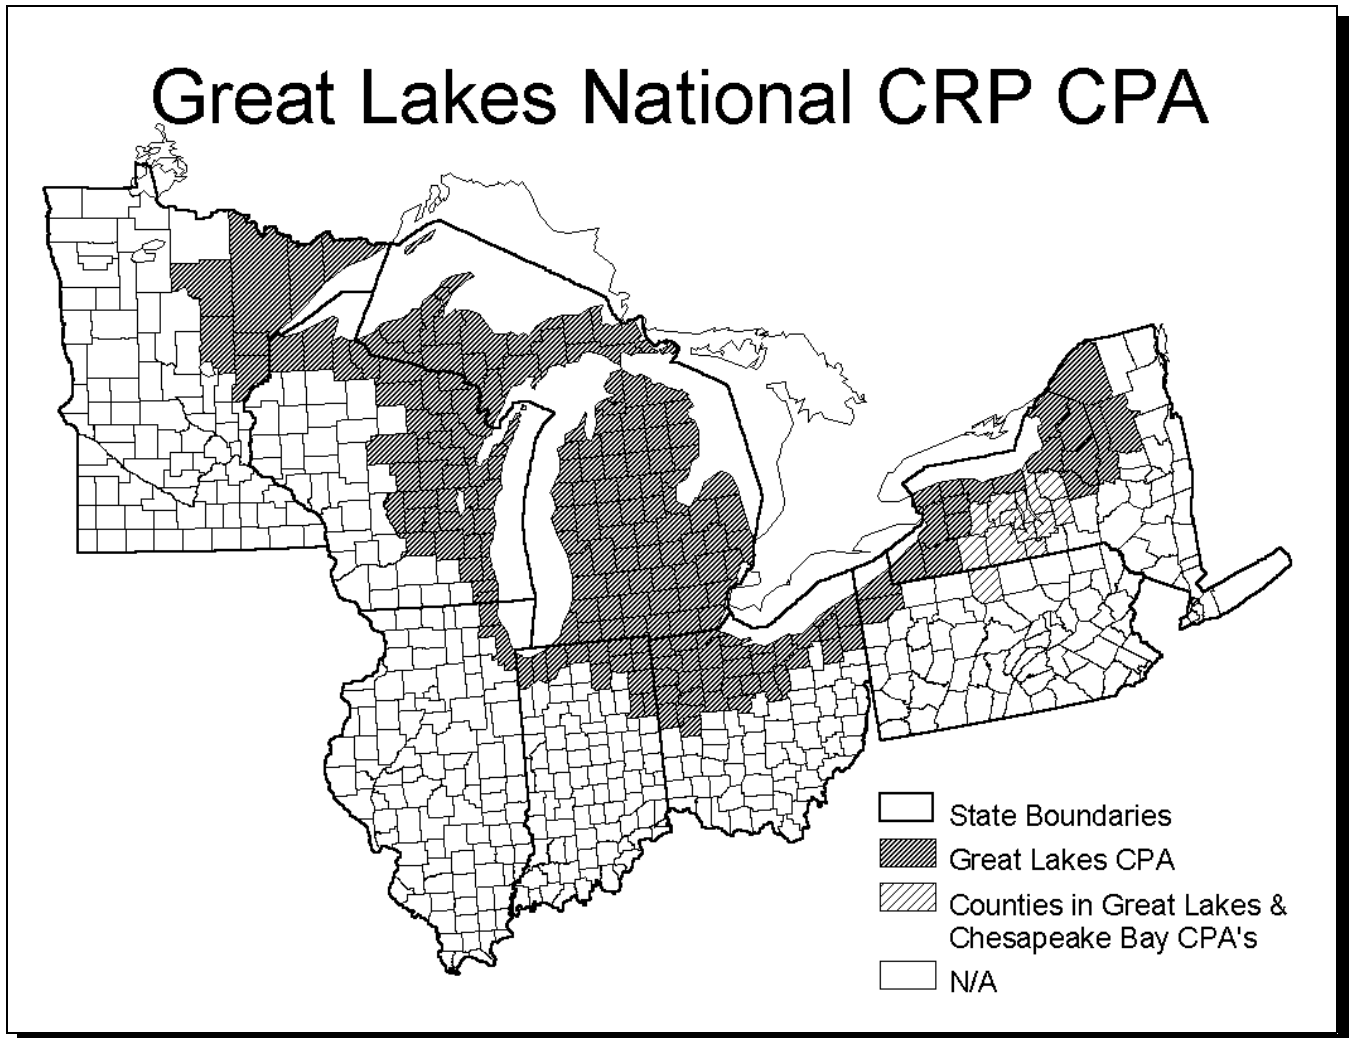 Great Lakes National CRP CPA
State Boundaries
Great Lakes CPA
Counties in Great Lakes &
Chesapeake Bay CPA's
N/A